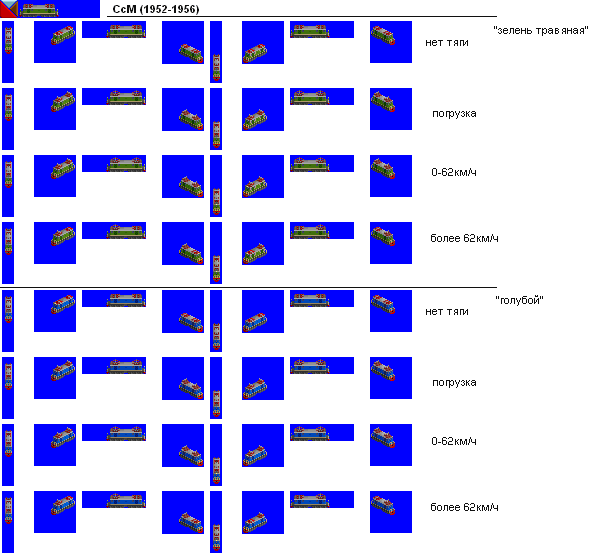 СсМ (1952-1956)
"зелень травяная"
нет тяги
погрузка
0-62км/ч
более 62км/ч
"голубой"
нет тяги
погрузка
0-62км/ч
более 62км/ч